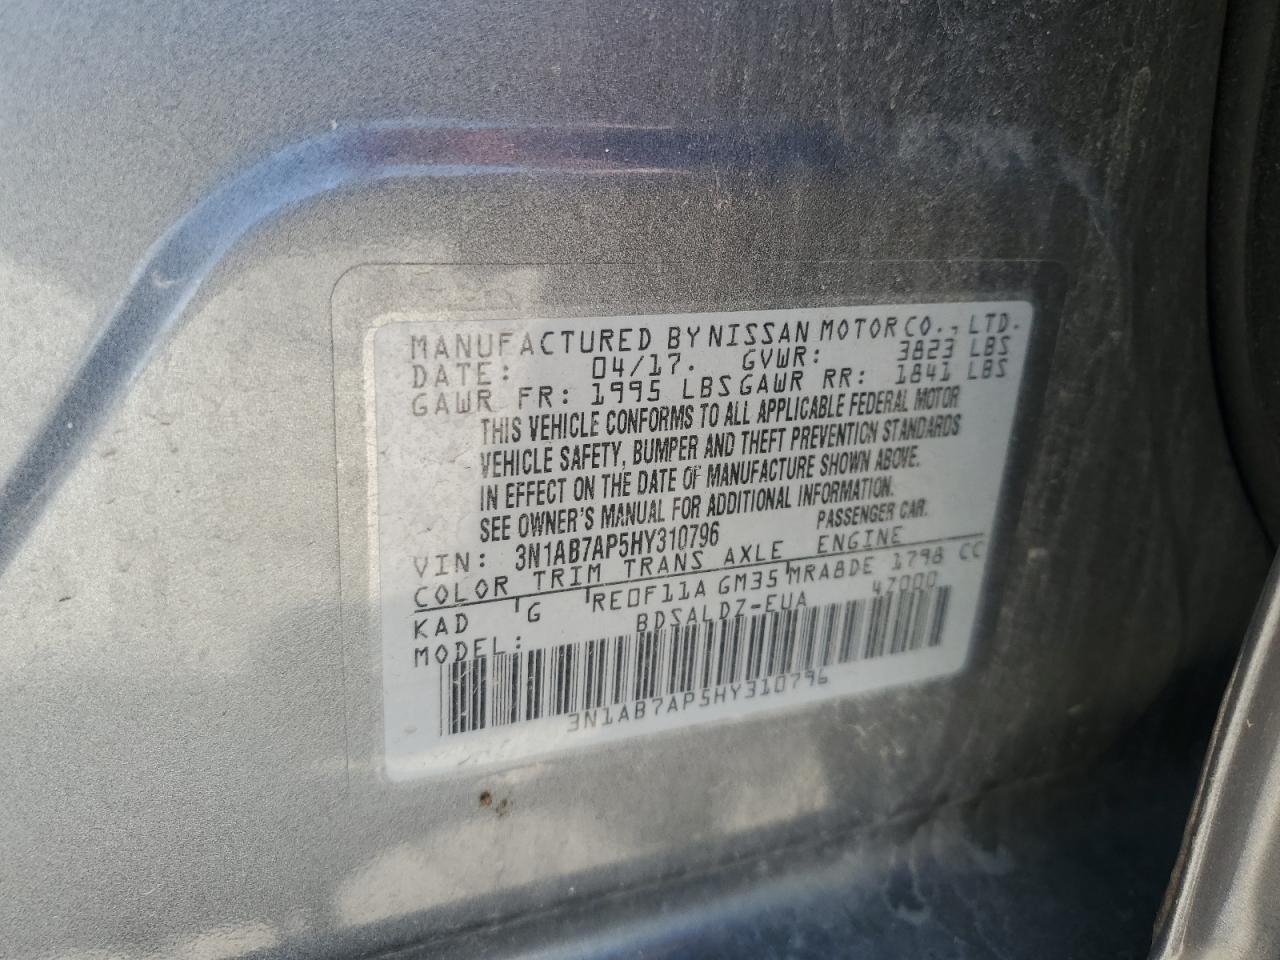 MANUFACTURED BY NISSAN MOTOR CO., LTD.
DATE: 04/17. GVWR: 3823 LBS
GAWR FR: 1995 LBS GAWR RR: 1841 LBS
THIS VEHICLE CONFORMS TO ALL APPLICABLE FEDERAL MOTOR
VEHICLE SAFETY, BUMPER AND THEFT PREVENTION STANDARDS
IN EFFECT ON THE DATE OF MANUFACTURE SHOWN ABOVE.
SEE OWNER'S MANUAL FOR ADDITIONAL INFORMATION.
VIN: 3N1AB7AP5HY310796 PASSENGER CAR.
COLOR TRIM TRANS AXLE ENGINE
KAD G RE0F11A GM35 MRA8DE 1798 CC
MODEL: BDSALDZ-EUA 47000
3N1AB7AP5HY310796